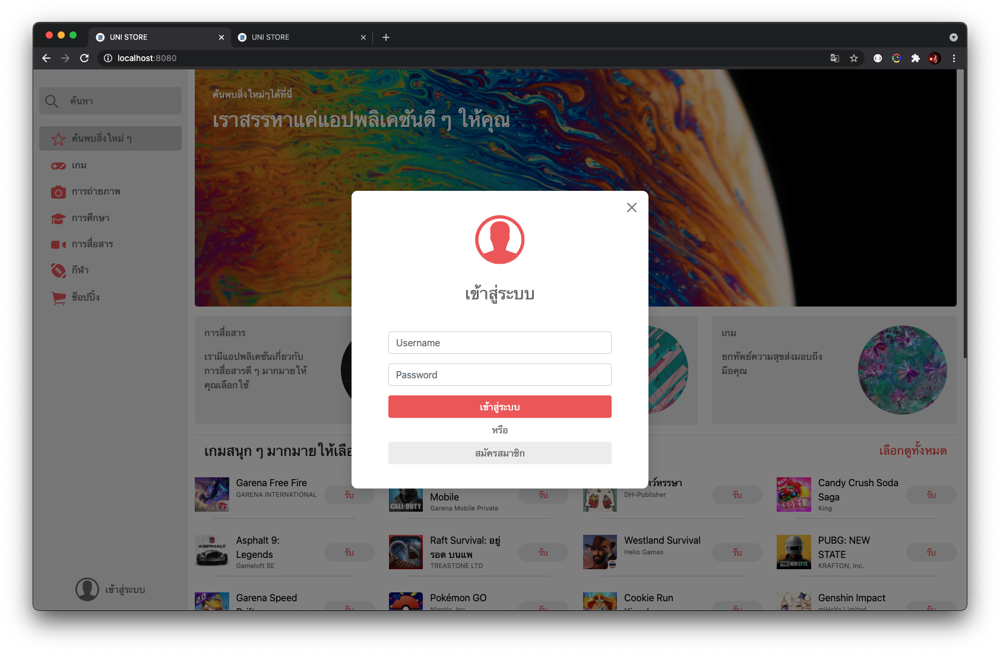 UNI STORE
UNI STORE
localhost:8080
ค้นหา
ค้นพบสิ่งใหม่ ๆ
เกม
การถ่ายภาพ
การศึกษา
การสื่อสาร
กีฬา
ช็อปปิ้ง
เข้าสู่ระบบ
ค้นพบสิ่งใหม่ๆได้ที่นี่
เราสรรหาแค่แอปพลิเคชันดี ๆ ให้คุณ
เข้าสู่ระบบ
Username
Password
เข้าสู่ระบบ
หรือ
สมัครสมาชิก
การสื่อสาร
เรามีแอปพลิเคชันเกี่ยวกับ
การสื่อสารดี ๆ มากมายให้
คุณเลือกใช้
เกม
ยกทัพย์ความสุขส่งมอบถึง
มือคุณ
เกมสนุก ๆ มากมายให้เลือ
เลือกดูทั้งหมด
Garena Free Fire
GARENA INTERNATIONAL
รับ
Mobile
Garena Mobile Private
CALL·DUTY
รับ
ว์หรรษา
DH-Publisher
รับ
Candy Crush Soda
Saga
King
NEW
2021
รับ
Asphalt 9:
Legends
Gameloft SE
ASPHALT
รับ
Raft Survival: อยู่
รอด บนแพ
TREASTONE LTD
รับ
Westland Survival
Helio Games
รับ
PUBG: NEW
STATE
KRAFTON, Inc.
PUBG NEW STATE
รับ
Garena Speed
Drift
2.0
รับ
Pokémon GO
Niantic, Inc.
รับ
Cookie Run
รับ
Genshin Impact
miHoYo Limited
รับ